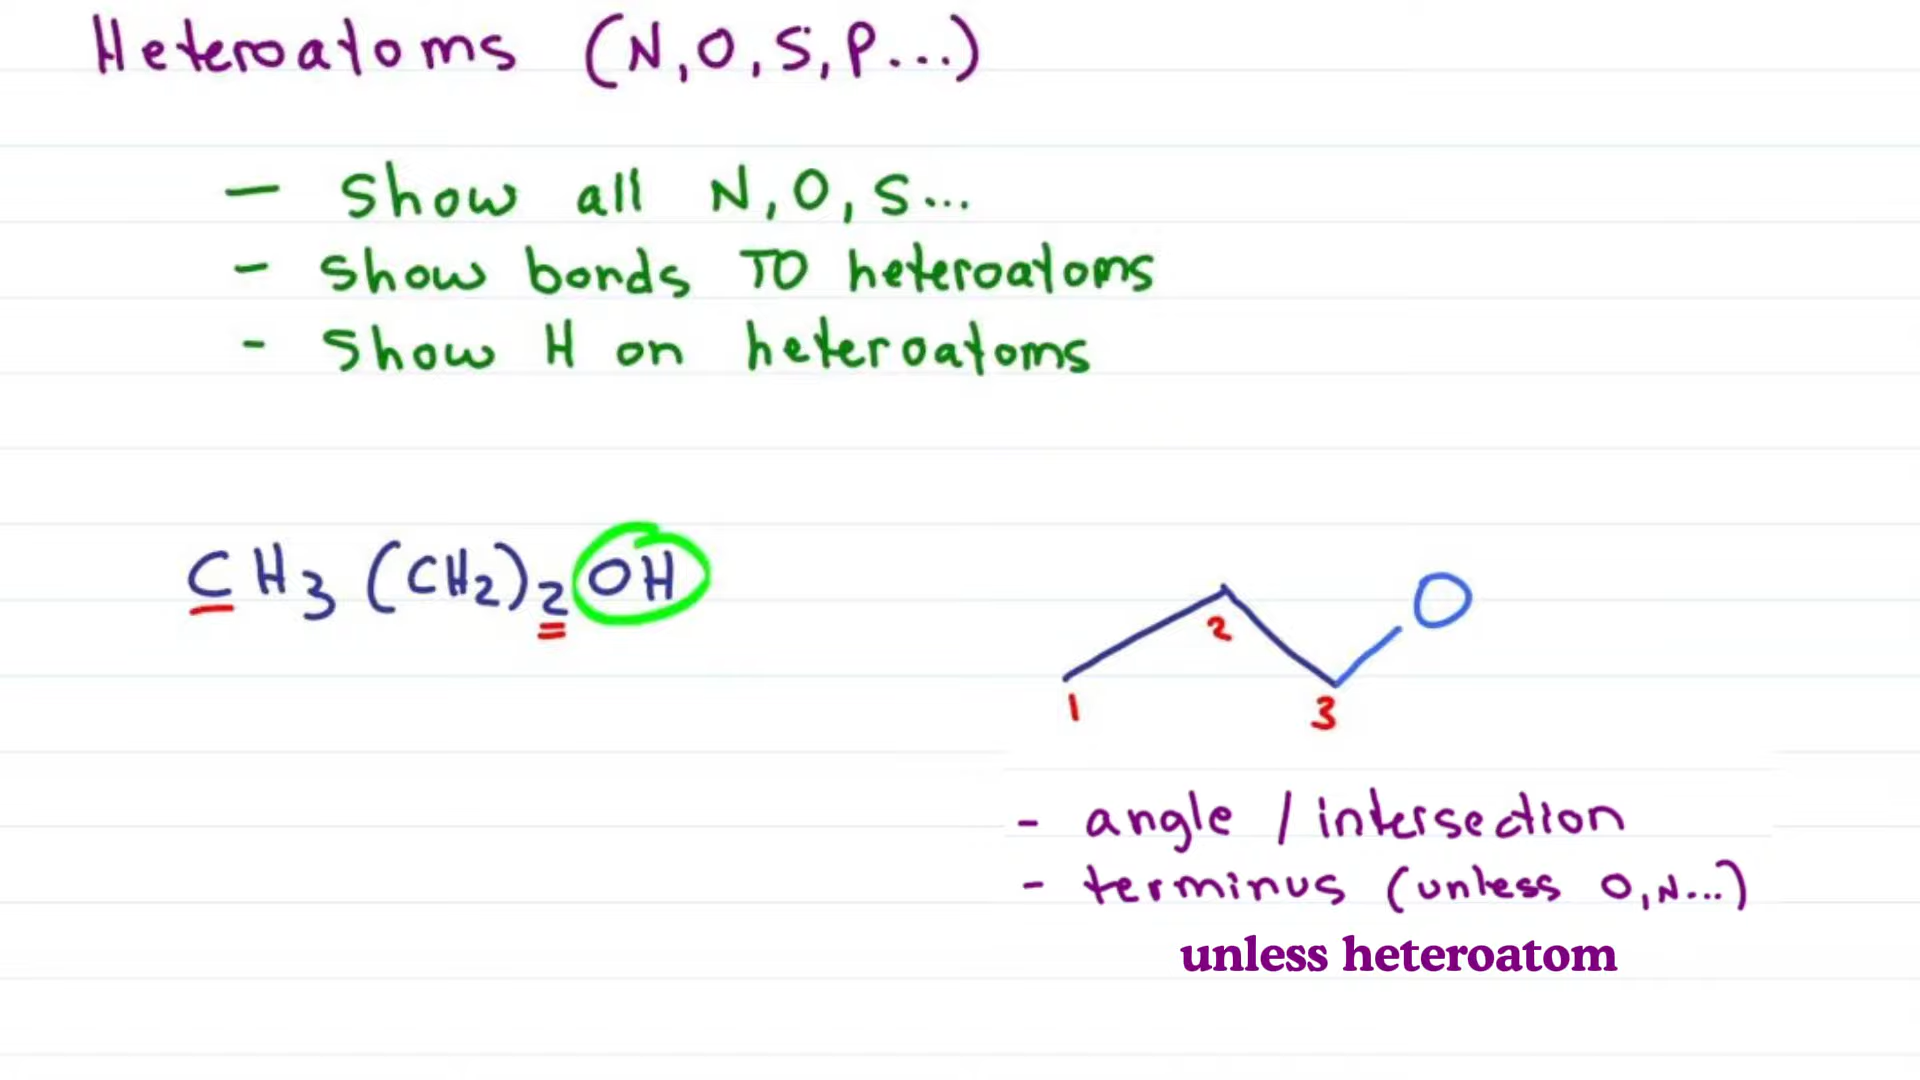 Heteroatoms (N,O,S,P...)
- Show all N,O,S...
- Show bonds TO heteroatoms
- Show H on heteroatoms
CH3(CH2)2OH
O
2
1
3
- angle / intersection
- terminus (unless O,N...)
unless heteroatom